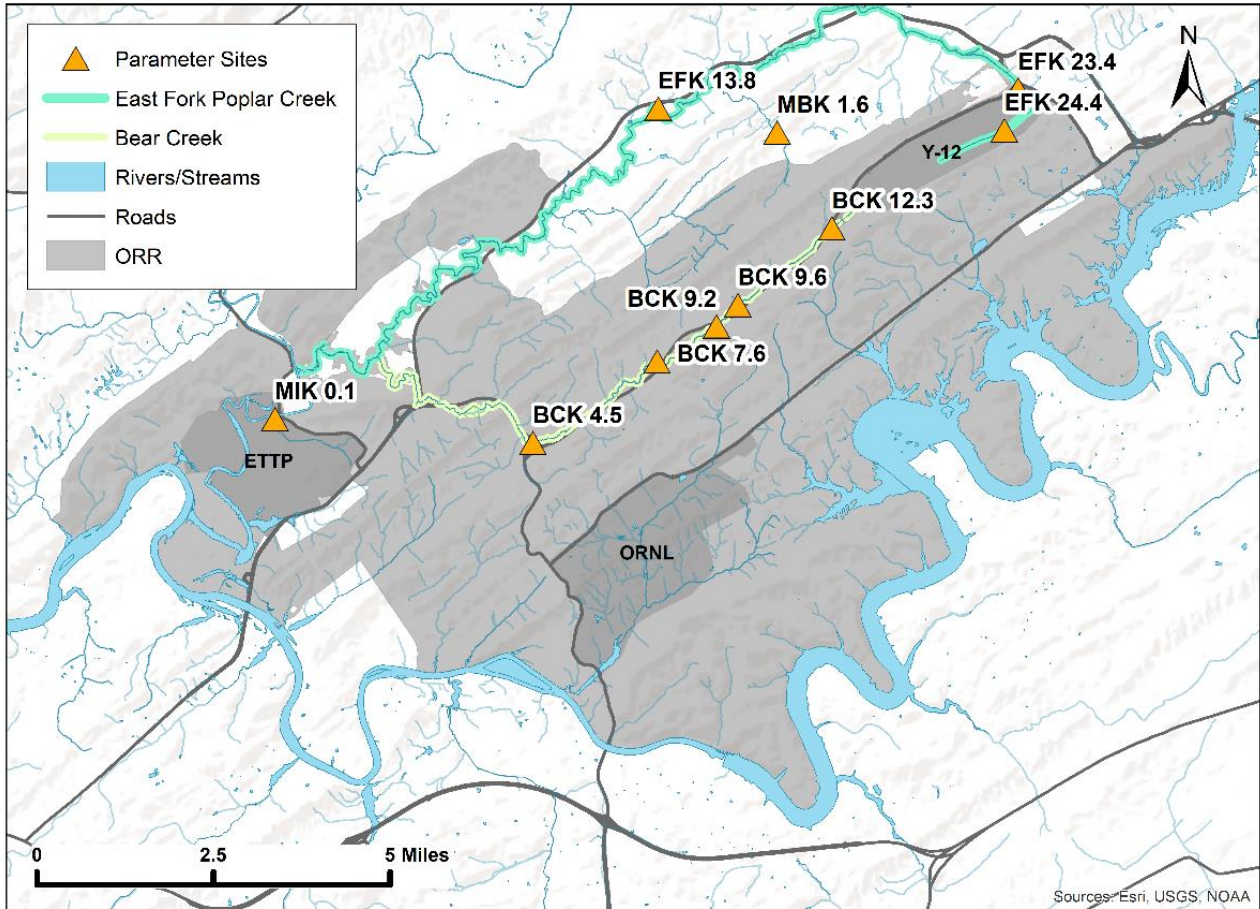 Parameter Sites
East Fork Poplar Creek
Bear Creek
Rivers/Streams
Roads
ORR
N
EFK 13.8
EFK 23.4
MBK 1.6
EFK 24.4
Y-12
BCK 12.3
BCK 9.6
BCK 9.2
BCK 7.6
MIK 0.1
BCK 4.5
ETTP
ORNL
0 2.5 5 Miles
Sources: Esri, USGS, NOAA